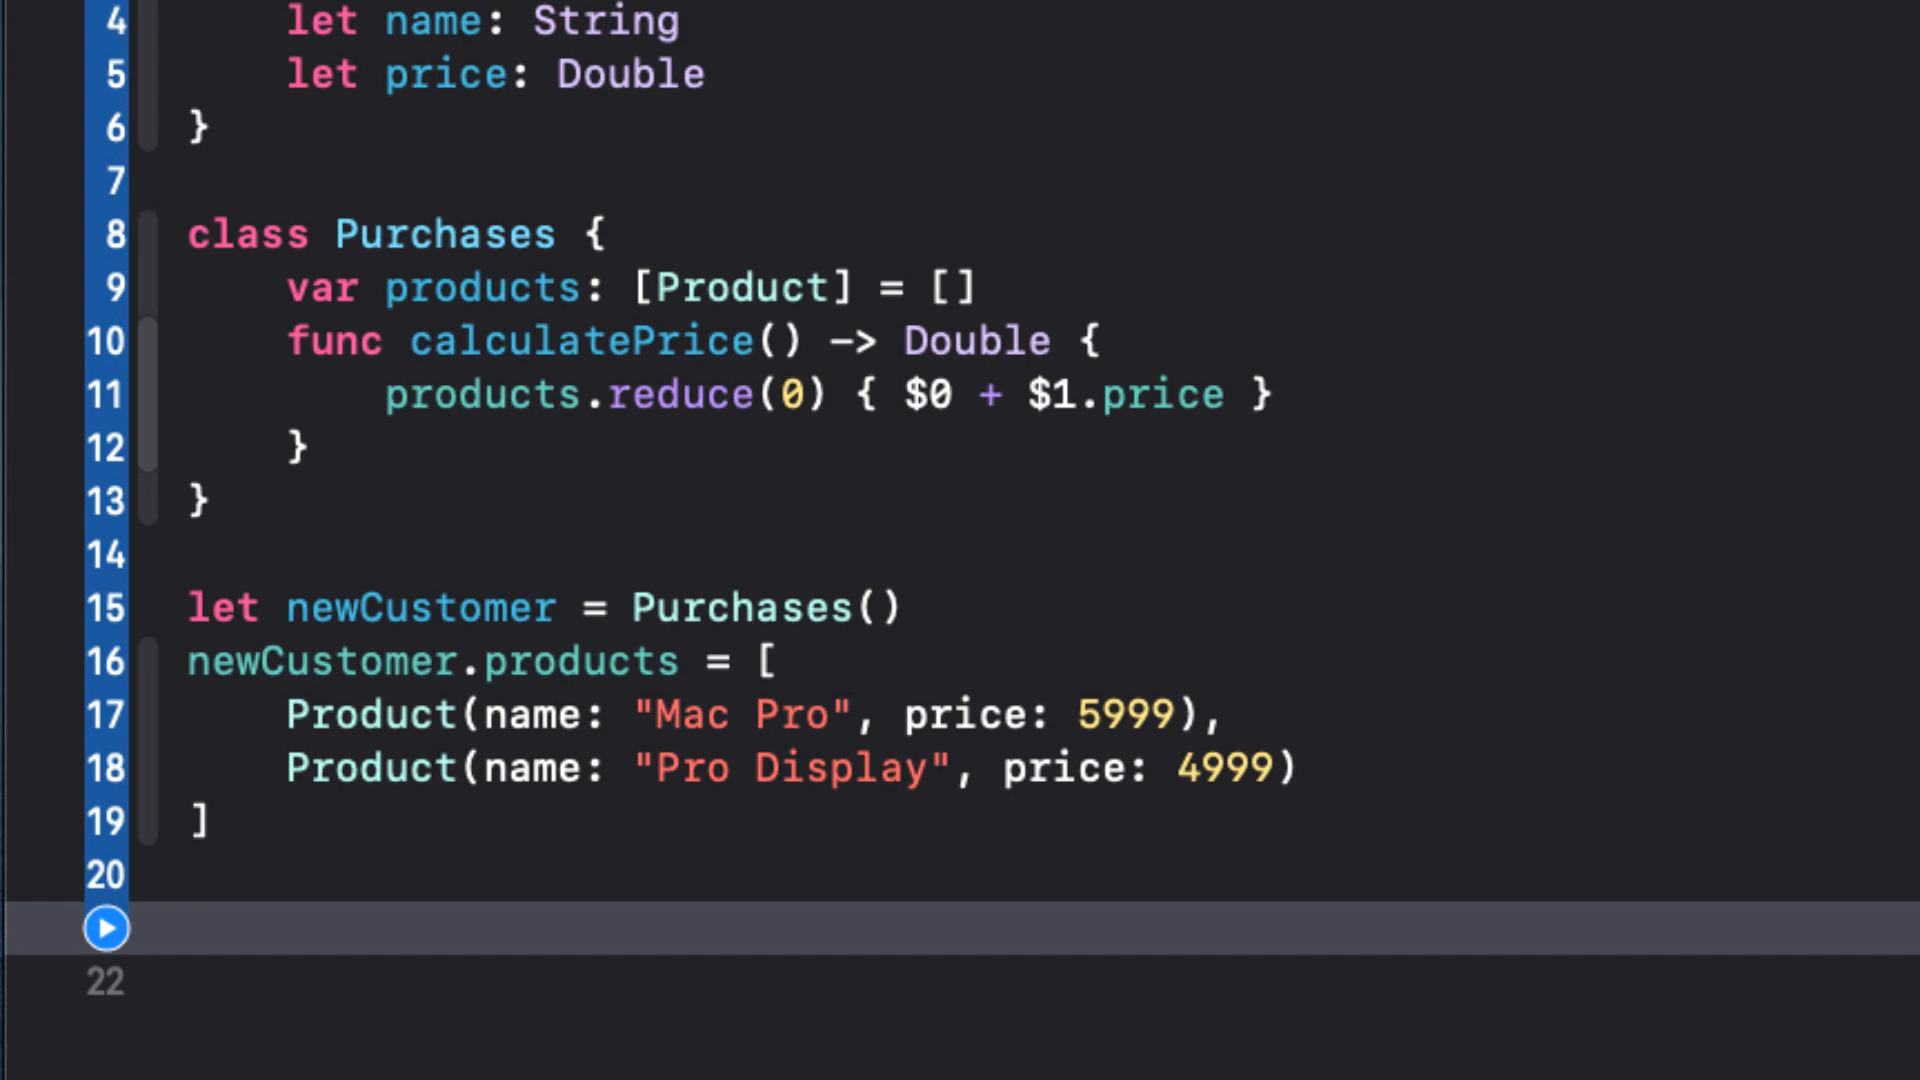 4 let name: String
5 let price: Double
6 }
7
8 class Purchases {
9 var products: [Product] = []
10 func calculatePrice() -> Double {
11 products.reduce(0) { $0 + $1.price }
12 }
13 }
14
15 let newCustomer = Purchases()
16 newCustomer.products = [
17 Product(name: "Mac Pro", price: 5999),
18 Product(name: "Pro Display", price: 4999)
19 ]
20
22